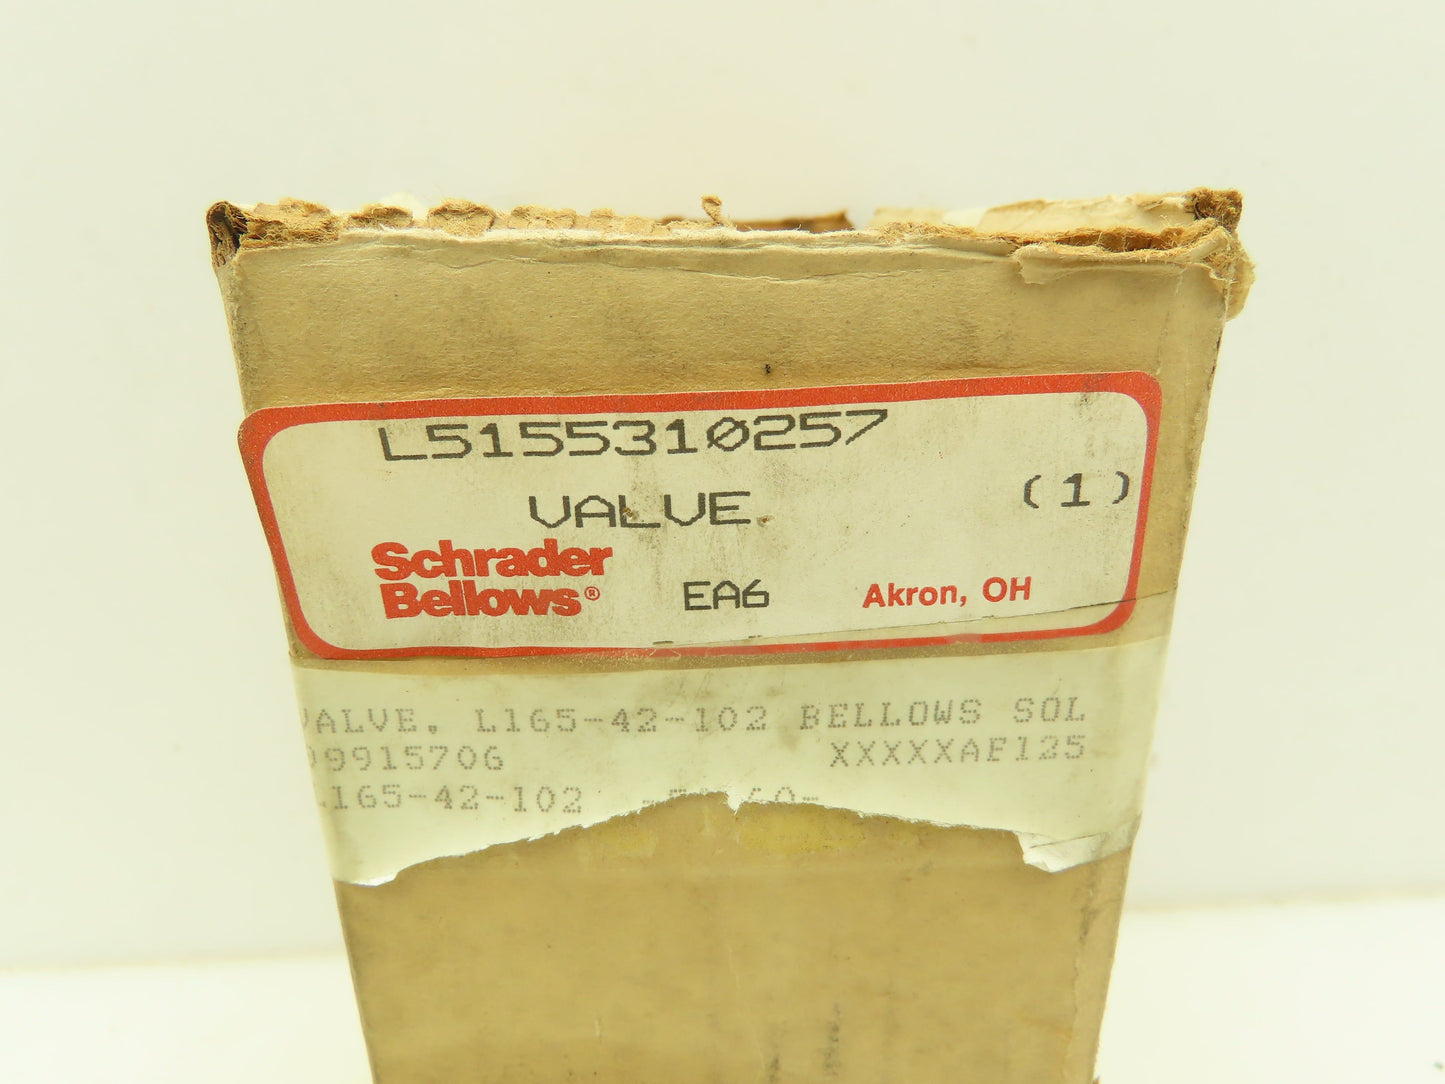 L5155310257
VALVE (1)
Schrader
Bellows® EA6 Akron, OH
VALVE, L165-42-102 BELLOWS SOL
9915706 XXXXXAF125
L165-42-102